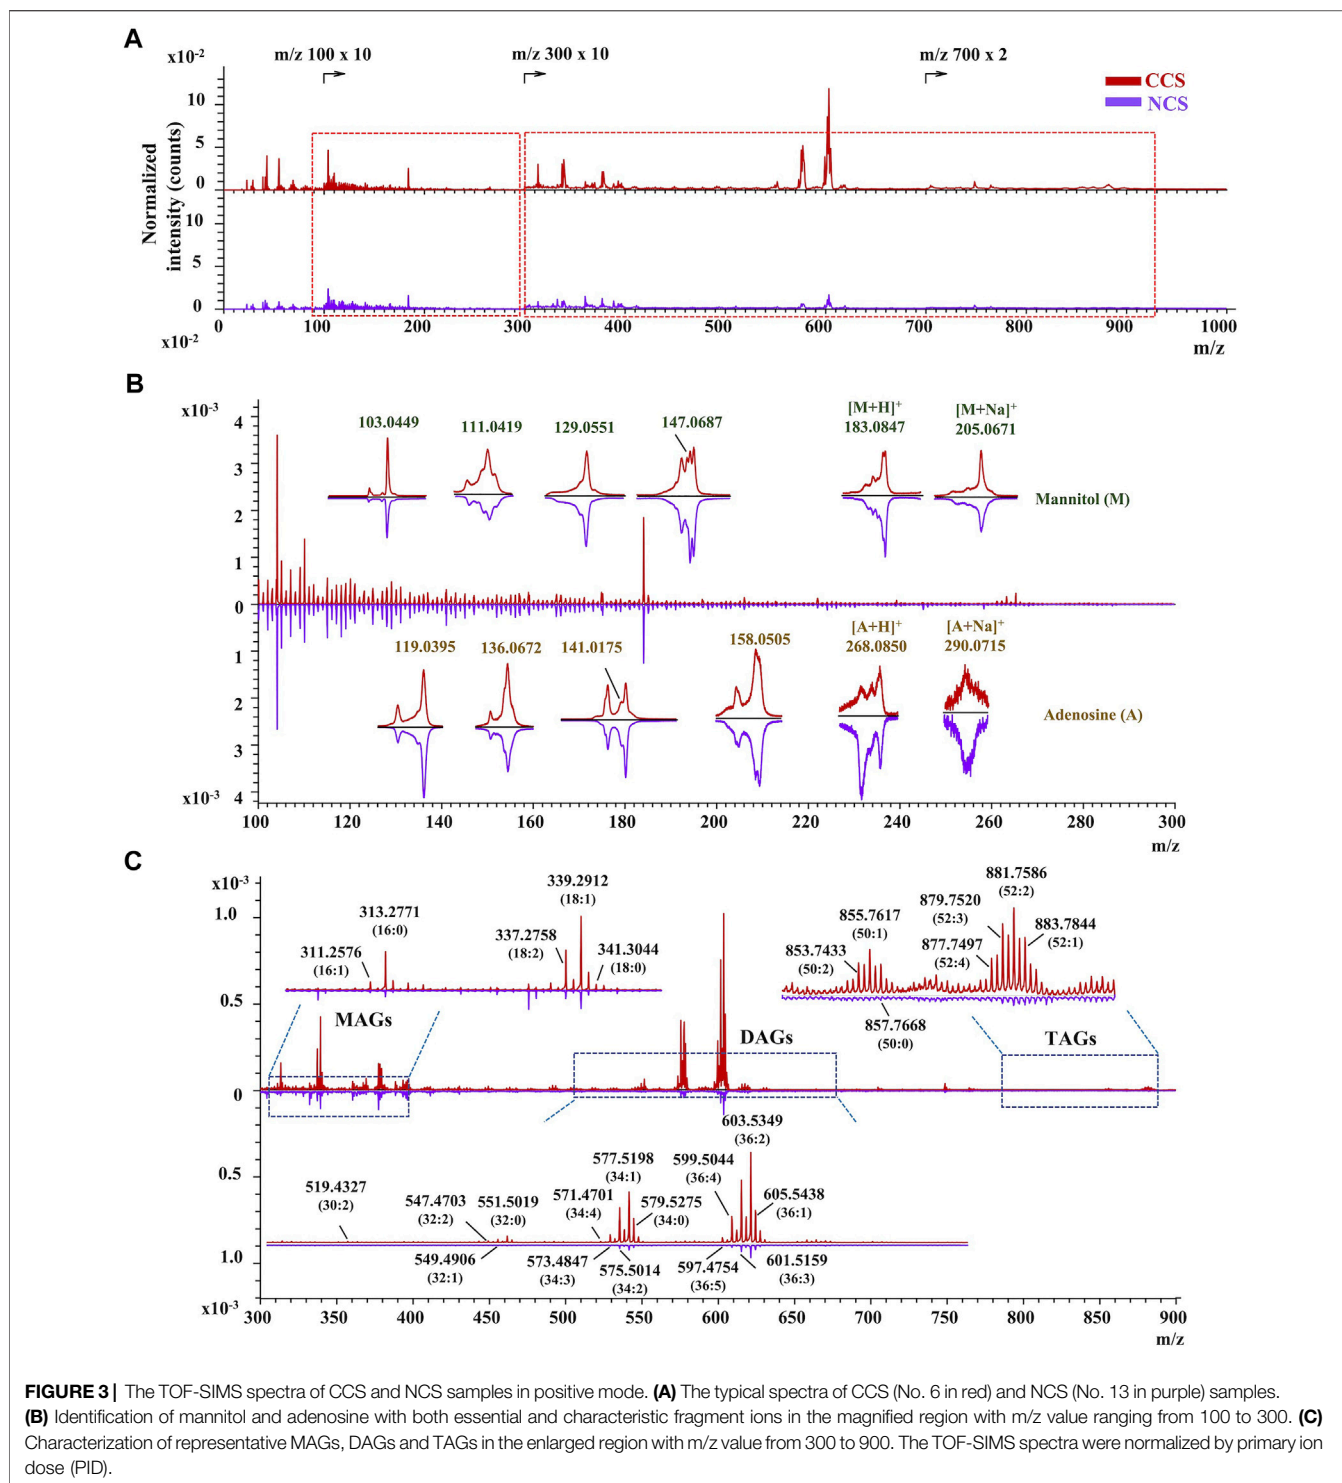 A
x10-2
m/z 100 x 10
m/z 300 x 10
m/z 700 x 2
CCS
NCS
Normalized
intensity (counts)
10
5
0
10
5
0
0 100 200 300 400 500 600 700 800 900 1000
x10-2
m/z
B
x10-3
4
3
2
1
0
1
2
3
4
x10-3
103.0449
111.0419
129.0551
147.0687
[M+H]+
183.0847
[M+Na]+
205.0671
Mannitol (M)
119.0395
136.0672
141.0175
158.0505
[A+H]+
268.0850
[A+Na]+
290.0715
Adenosine (A)
100 120 140 160 180 200 220 240 260 280 300
m/z
C
x10-3
1.0
0.5
0
0.5
1.0
x10-3
311.2576
(16:1)
313.2771
(16:0)
337.2758
(18:2)
339.2912
(18:1)
341.3044
(18:0)
853.7433
(50:2)
855.7617
(50:1)
857.7668
(50:0)
877.7497
(52:4)
879.7520
(52:3)
881.7586
(52:2)
883.7844
(52:1)
MAGs
DAGs
TAGs
519.4327
(30:2)
547.4703
(32:2)
549.4906
(32:1)
551.5019
(32:0)
571.4701
(34:4)
573.4847
(34:3)
575.5014
(34:2)
577.5198
(34:1)
579.5275
(34:0)
597.4754
(36:5)
599.5044
(36:4)
601.5159
(36:3)
603.5349
(36:2)
605.5438
(36:1)
300 350 400 450 500 550 600 650 700 750 800 850 900
m/z
FIGURE 3 | The TOF-SIMS spectra of CCS and NCS samples in positive mode. (A) The typical spectra of CCS (No. 6 in red) and NCS (No. 13 in purple) samples.
(B) Identification of mannitol and adenosine with both essential and characteristic fragment ions in the magnified region with m/z value ranging from 100 to 300. (C)
Characterization of representative MAGs, DAGs and TAGs in the enlarged region with m/z value from 300 to 900. The TOF-SIMS spectra were normalized by primary ion
dose (PID).